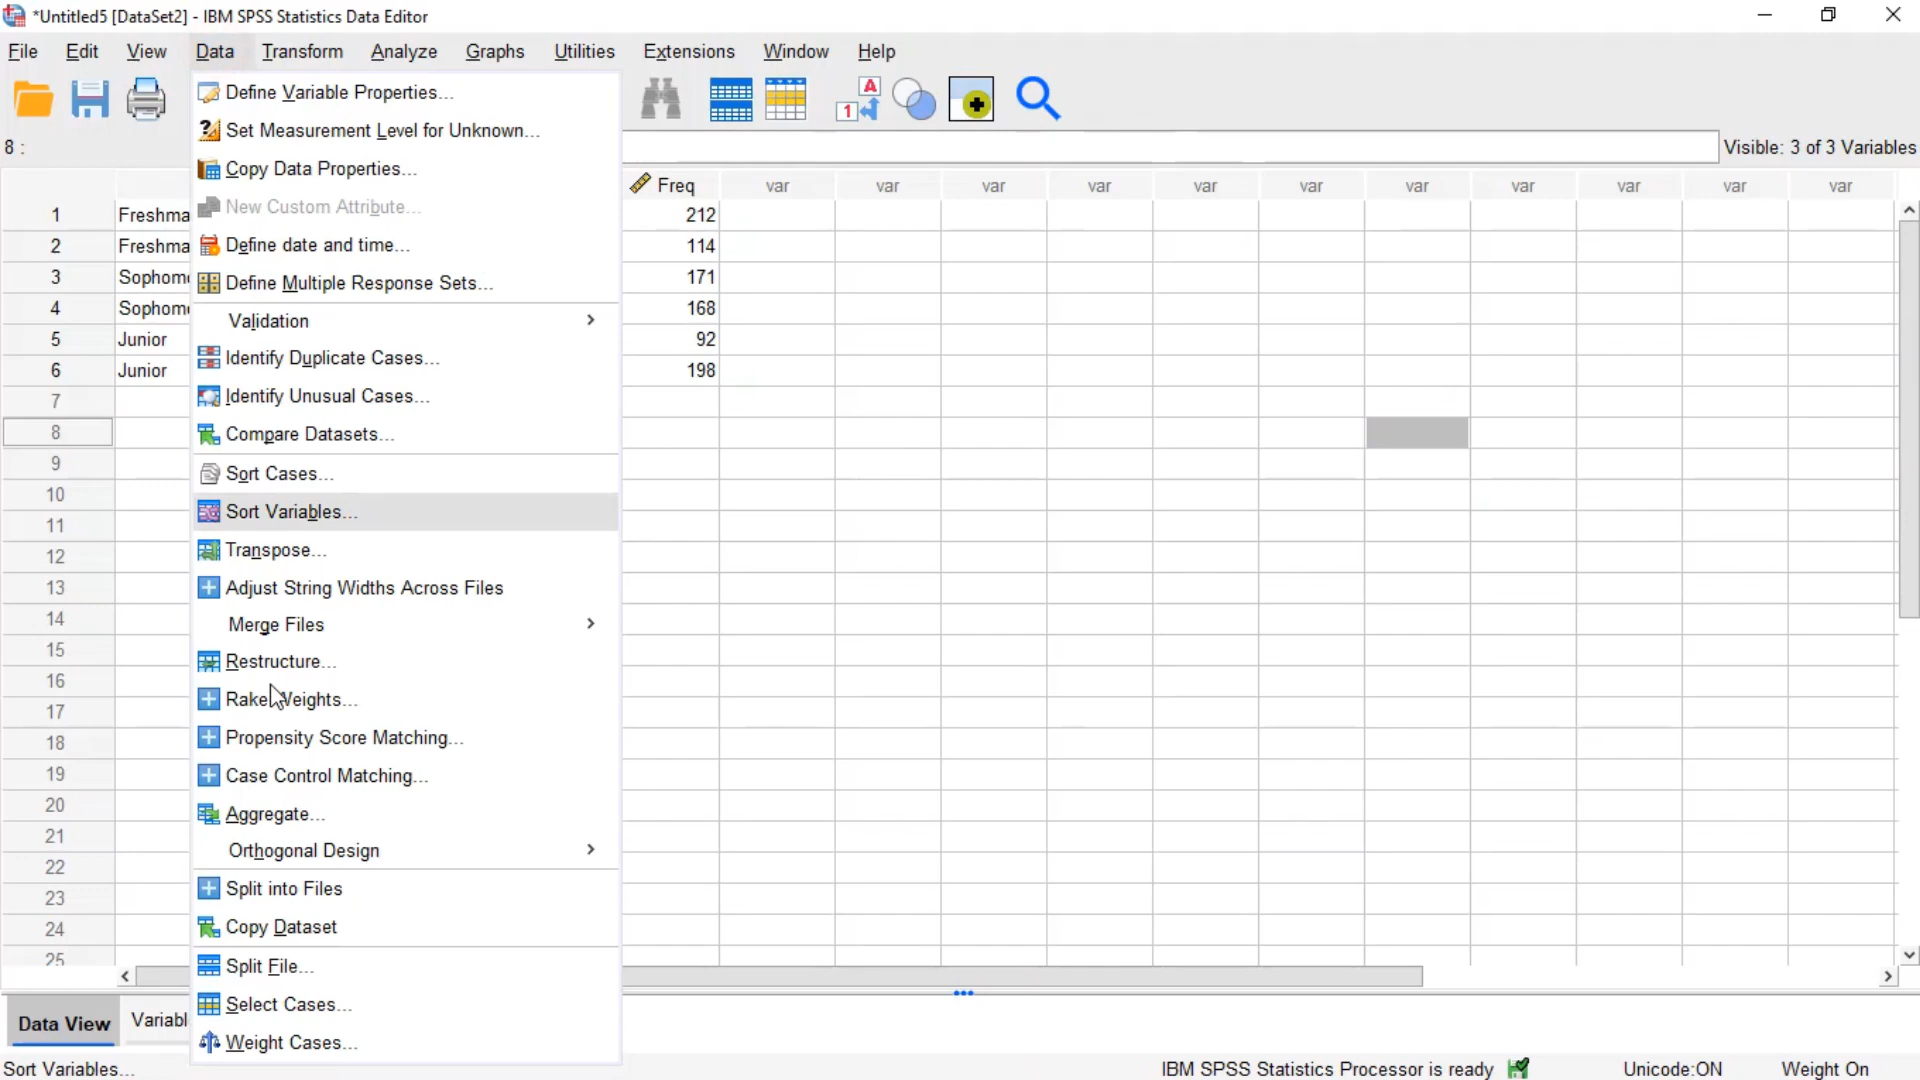 *Untitled5 [DataSet2] - IBM SPSS Statistics Data Editor
File Edit View Data Transform Analyze Graphs Utilities Extensions Window Help
8 :
Visible: 3 of 3 Variables
Define Variable Properties...
Set Measurement Level for Unknown...
Copy Data Properties...
New Custom Attribute...
Define date and time...
Define Multiple Response Sets...
Validation
Identify Duplicate Cases...
Identify Unusual Cases...
Compare Datasets...
Sort Cases...
Sort Variables...
Transpose...
Adjust String Widths Across Files
Merge Files
Restructure...
Rake Weights...
Propensity Score Matching...
Case Control Matching...
Aggregate...
Orthogonal Design
Split into Files
Copy Dataset
Split File...
Select Cases...
Weight Cases...
Freq var var var var var var var var var var var
1 Freshma 212
2 Freshma 114
3 Sophom 171
4 Sophom 168
5 Junior 92
6 Junior 198
7
8
9
10
11
12
13
14
15
16
17
18
19
20
21
22
23
24
25
Data View Variabl
Sort Variables...
IBM SPSS Statistics Processor is ready
Unicode:ON
Weight On